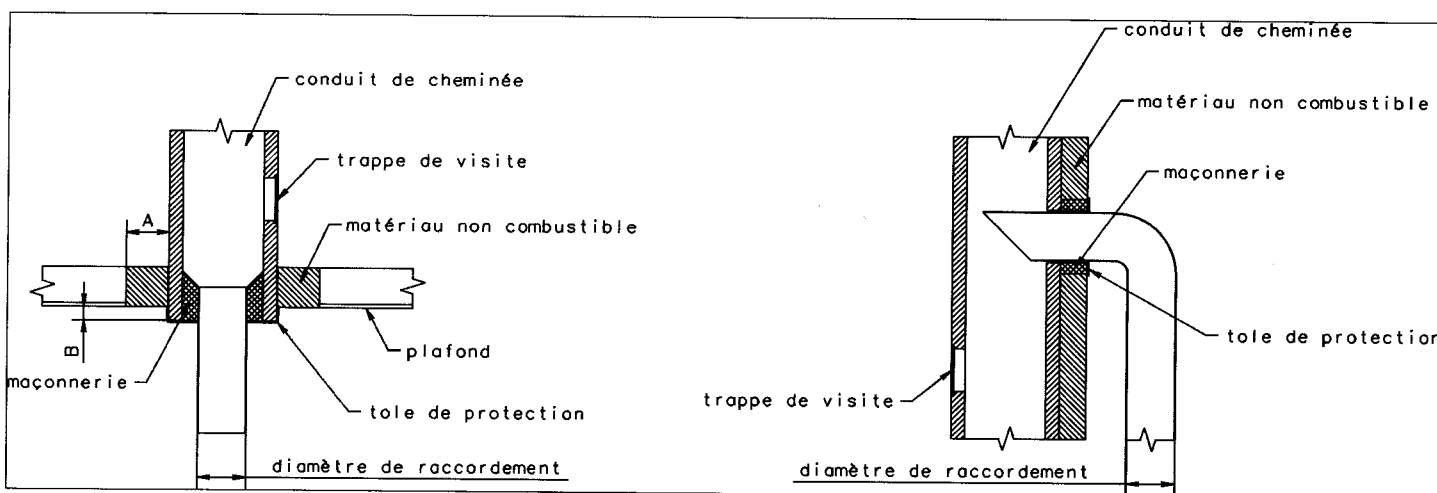 conduit de cheminée
trappe de visite
A
matériau non combustible
B
plafond
maçonnerie
tole de protection
diamètre de raccordement
conduit de cheminée
matériau non combustible
maçonnerie
tole de protection
trappe de visite
diamètre de raccordement